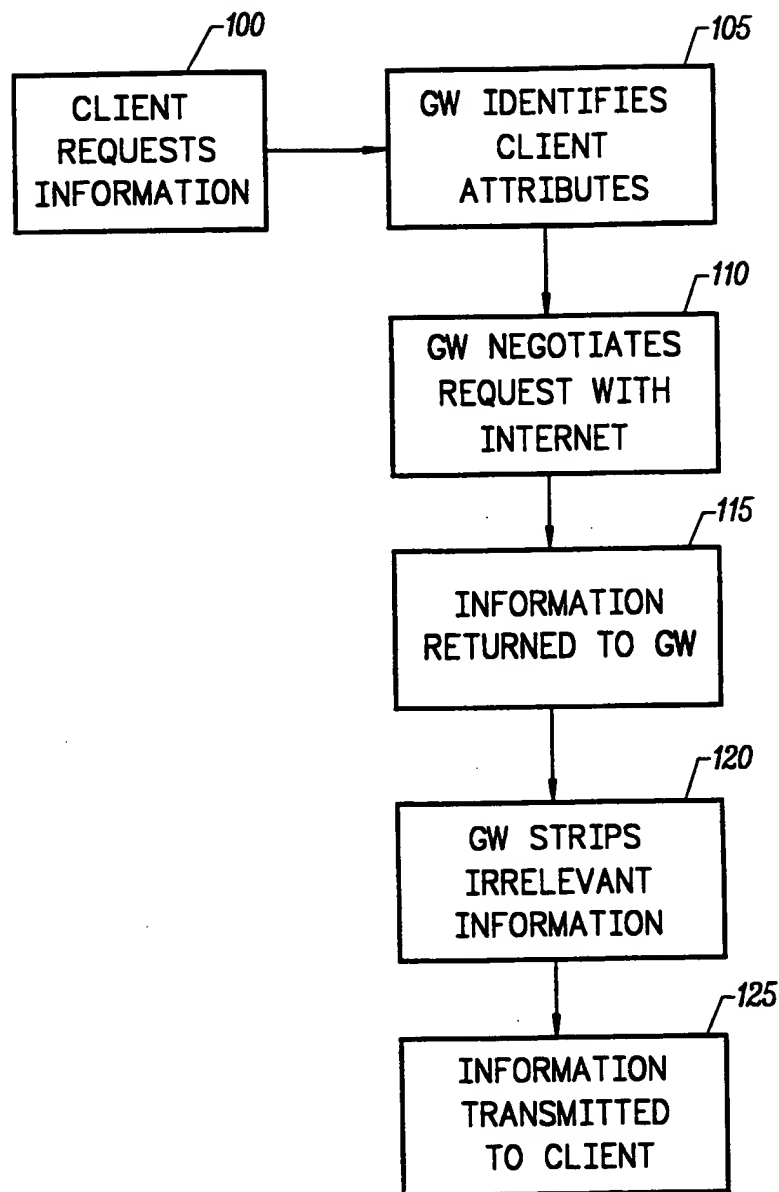 100
CLIENT
REQUESTS
INFORMATION
105
GW IDENTIFIES
CLIENT
ATTRIBUTES
110
GW NEGOTIATES
REQUEST WITH
INTERNET
115
INFORMATION
RETURNED TO GW
120
GW STRIPS
IRRELEVANT
INFORMATION
125
INFORMATION
TRANSMITTED
TO CLIENT